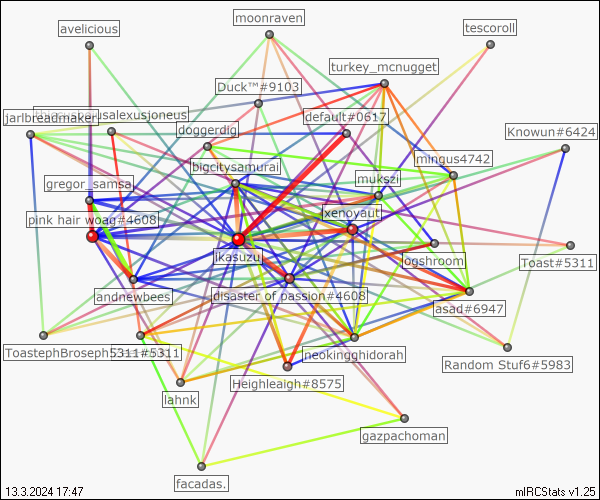 moonraven
avelicious
tescoroll
turkey_mcnugget
Duck™#9103
jarlbreadmaker
default#0617
doggerdig
Knowun#6424
mingus4742
bigcitysamurai
gregor_samsa
mukszi
pink hair woag#4608
xenoyaut
ikasuzu
ogshroom
Toast#5311
andnewbees
disaster of passion#4608
asad#6947
ToastephBroseph5311#5311
neokingghidorah
Random Stuf6#5983
Heighleaigh#8575
lahnk
gazpachoman
facadas.
13.3.2024 17:47
mIRCStats v1.25